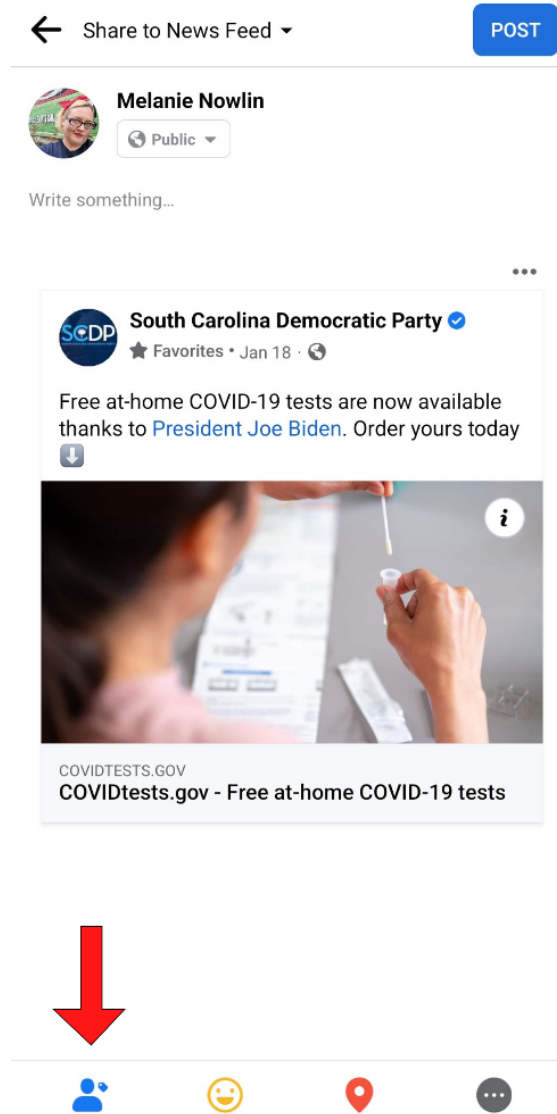 Share to News Feed
POST
Melanie Nowlin
Public
Write something...
SCDP
South Carolina Democratic Party
Favorites • Jan 18 ·
Free at-home COVID-19 tests are now available
thanks to President Joe Biden. Order yours today
i
COVIDTESTS.GOV
COVIDtests.gov - Free at-home COVID-19 tests